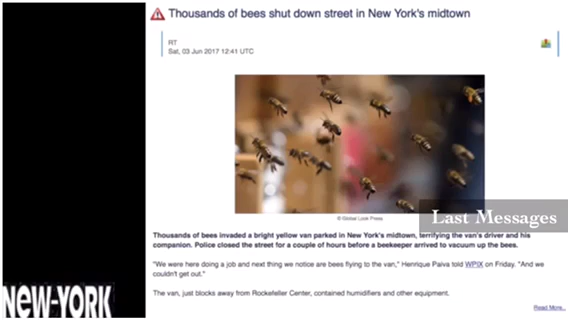 Thousands of bees shut down street in New York's midtown
RT
Sat, 03 Jun 2017 12:41 UTC
© Global Look Press
Last Messages
Thousands of bees invaded a bright yellow van parked in New York's midtown, terrifying the van's driver and his
companion. Police closed the street for a couple of hours before a beekeeper arrived to vacuum up the bees.
"We were here doing a job and next thing we notice are bees flying to the van," Henrique Paiva told WPIX on Friday. "And we
couldn't get out."
The van, just blocks away from Rockefeller Center, contained humidifiers and other equipment.
NEW-YORK
Read More...